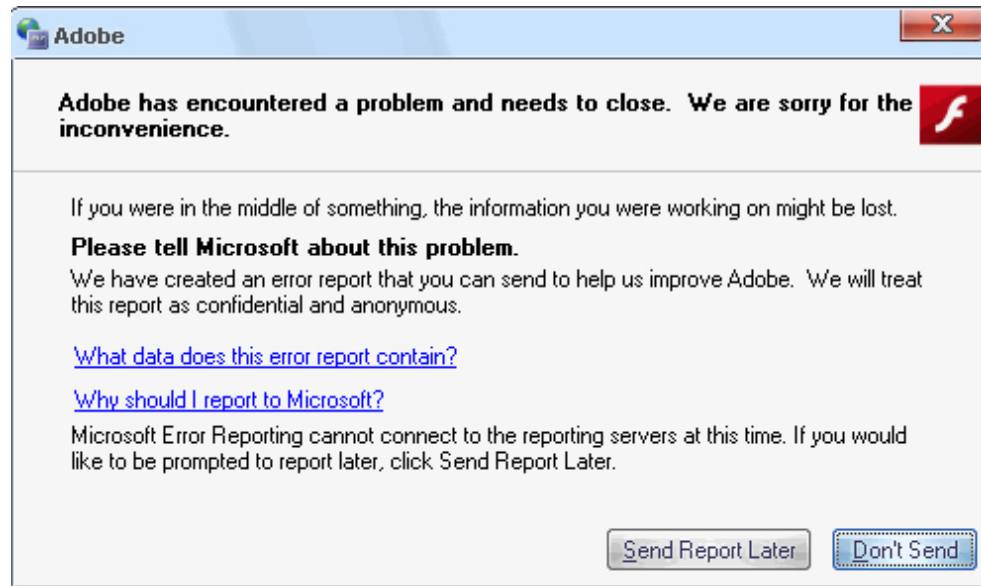 Adobe
Adobe has encountered a problem and needs to close.  We are sorry for the
inconvenience.
If you were in the middle of something, the information you were working on might be lost.
Please tell Microsoft about this problem.
We have created an error report that you can send to help us improve Adobe.  We will treat
this report as confidential and anonymous.
What data does this error report contain?
Why should I report to Microsoft?
Microsoft Error Reporting cannot connect to the reporting servers at this time. If you would
like to be prompted to report later, click Send Report Later.
Send Report Later
Don't Send